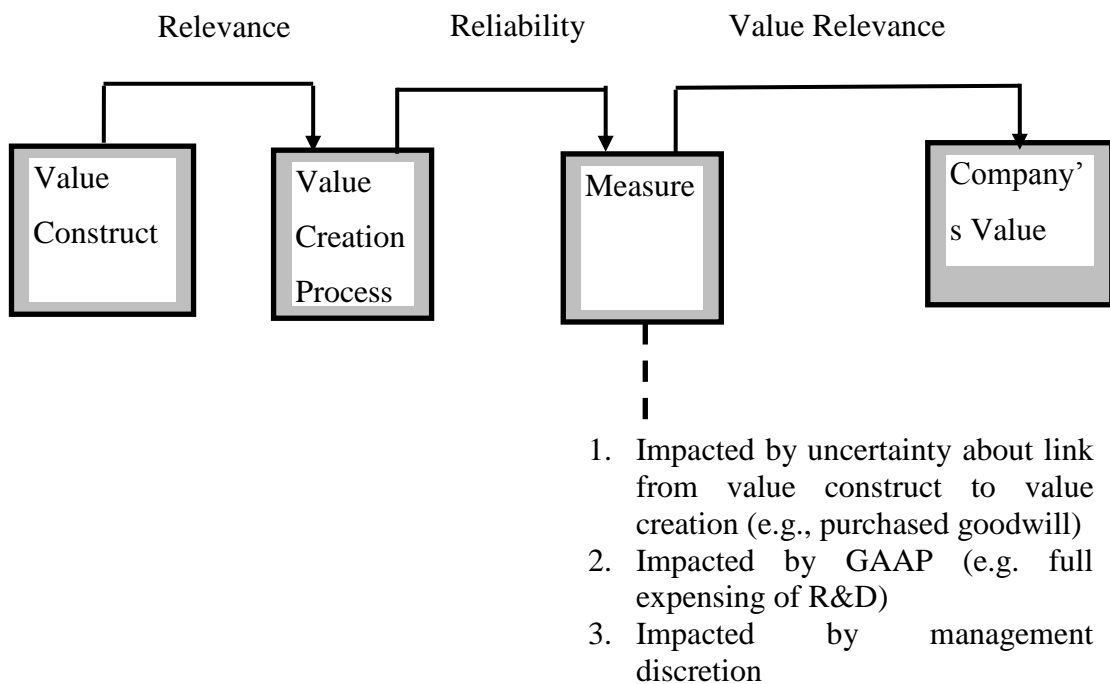 Relevance
Reliability
Value Relevance
Value
Construct
Value
Creation
Process
Measure
Company’
s Value
1. Impacted by uncertainty about link
from value construct to value
creation (e.g., purchased goodwill)
2. Impacted by GAAP (e.g. full
expensing of R&D)
3. Impacted by management
discretion